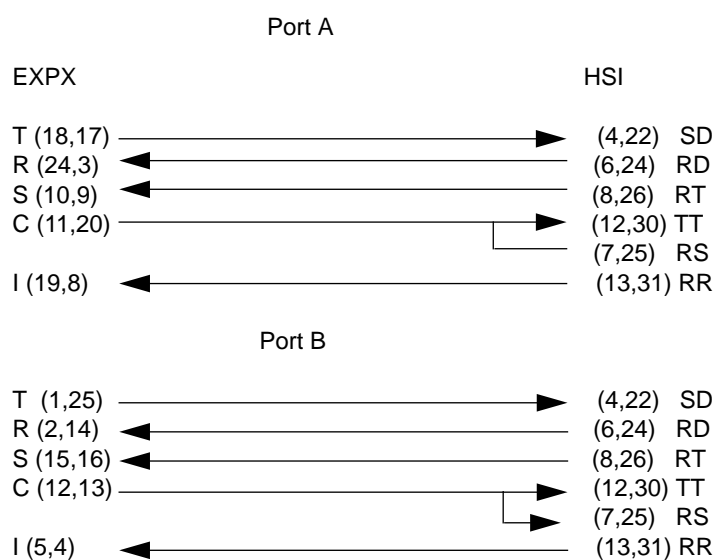 Port A
EXPX HSI
T (18,17) (4,22) SD
R (24,3) (6,24) RD
S (10,9) (8,26) RT
C (11,20) (12,30) TT
(7,25) RS
I (19,8) (13,31) RR
Port B
T (1,25) (4,22) SD
R (2,14) (6,24) RD
S (15,16) (8,26) RT
C (12,13) (12,30) TT
(7,25) RS
I (5,4) (13,31) RR